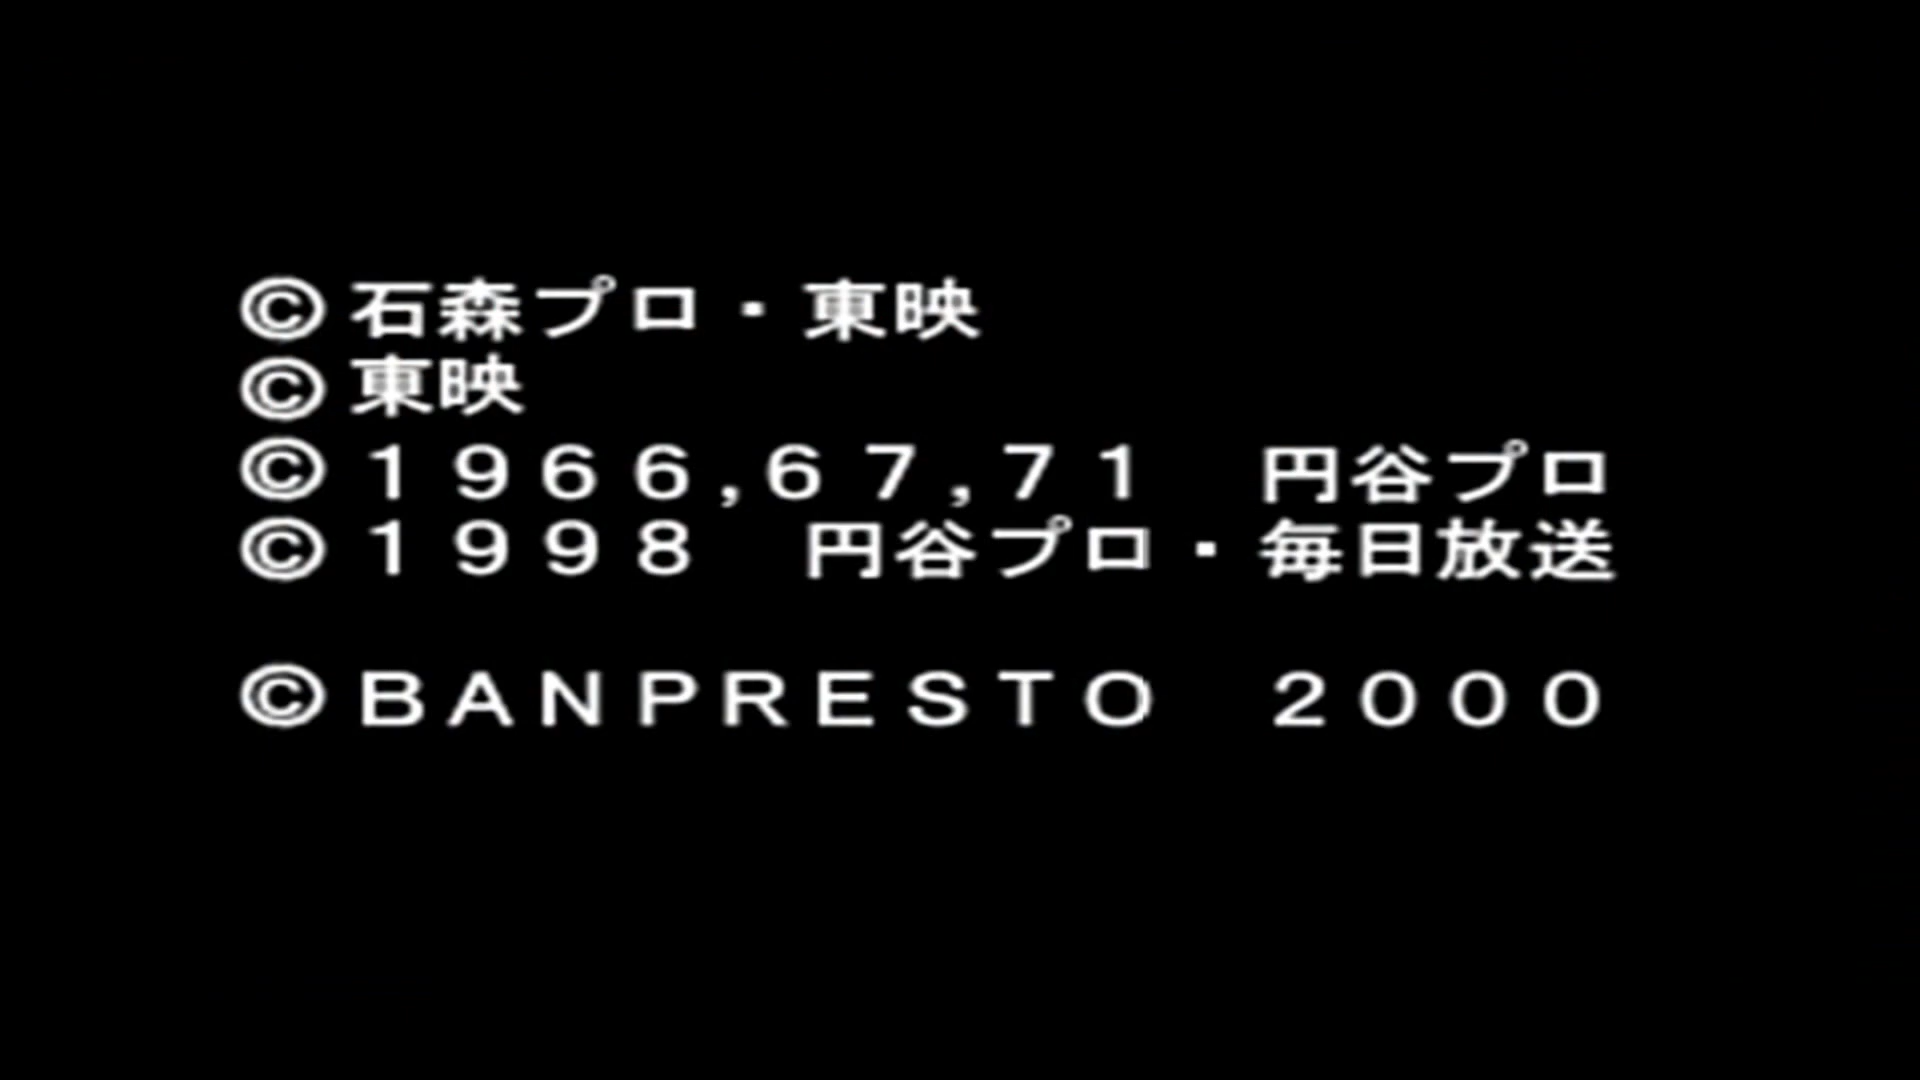 ©石森プロ・東映
©東映
©１９６６,６７,７１　円谷プロ
©１９９８　円谷プロ・毎日放送
©ＢＡＮＰＲＥＳＴＯ　２０００